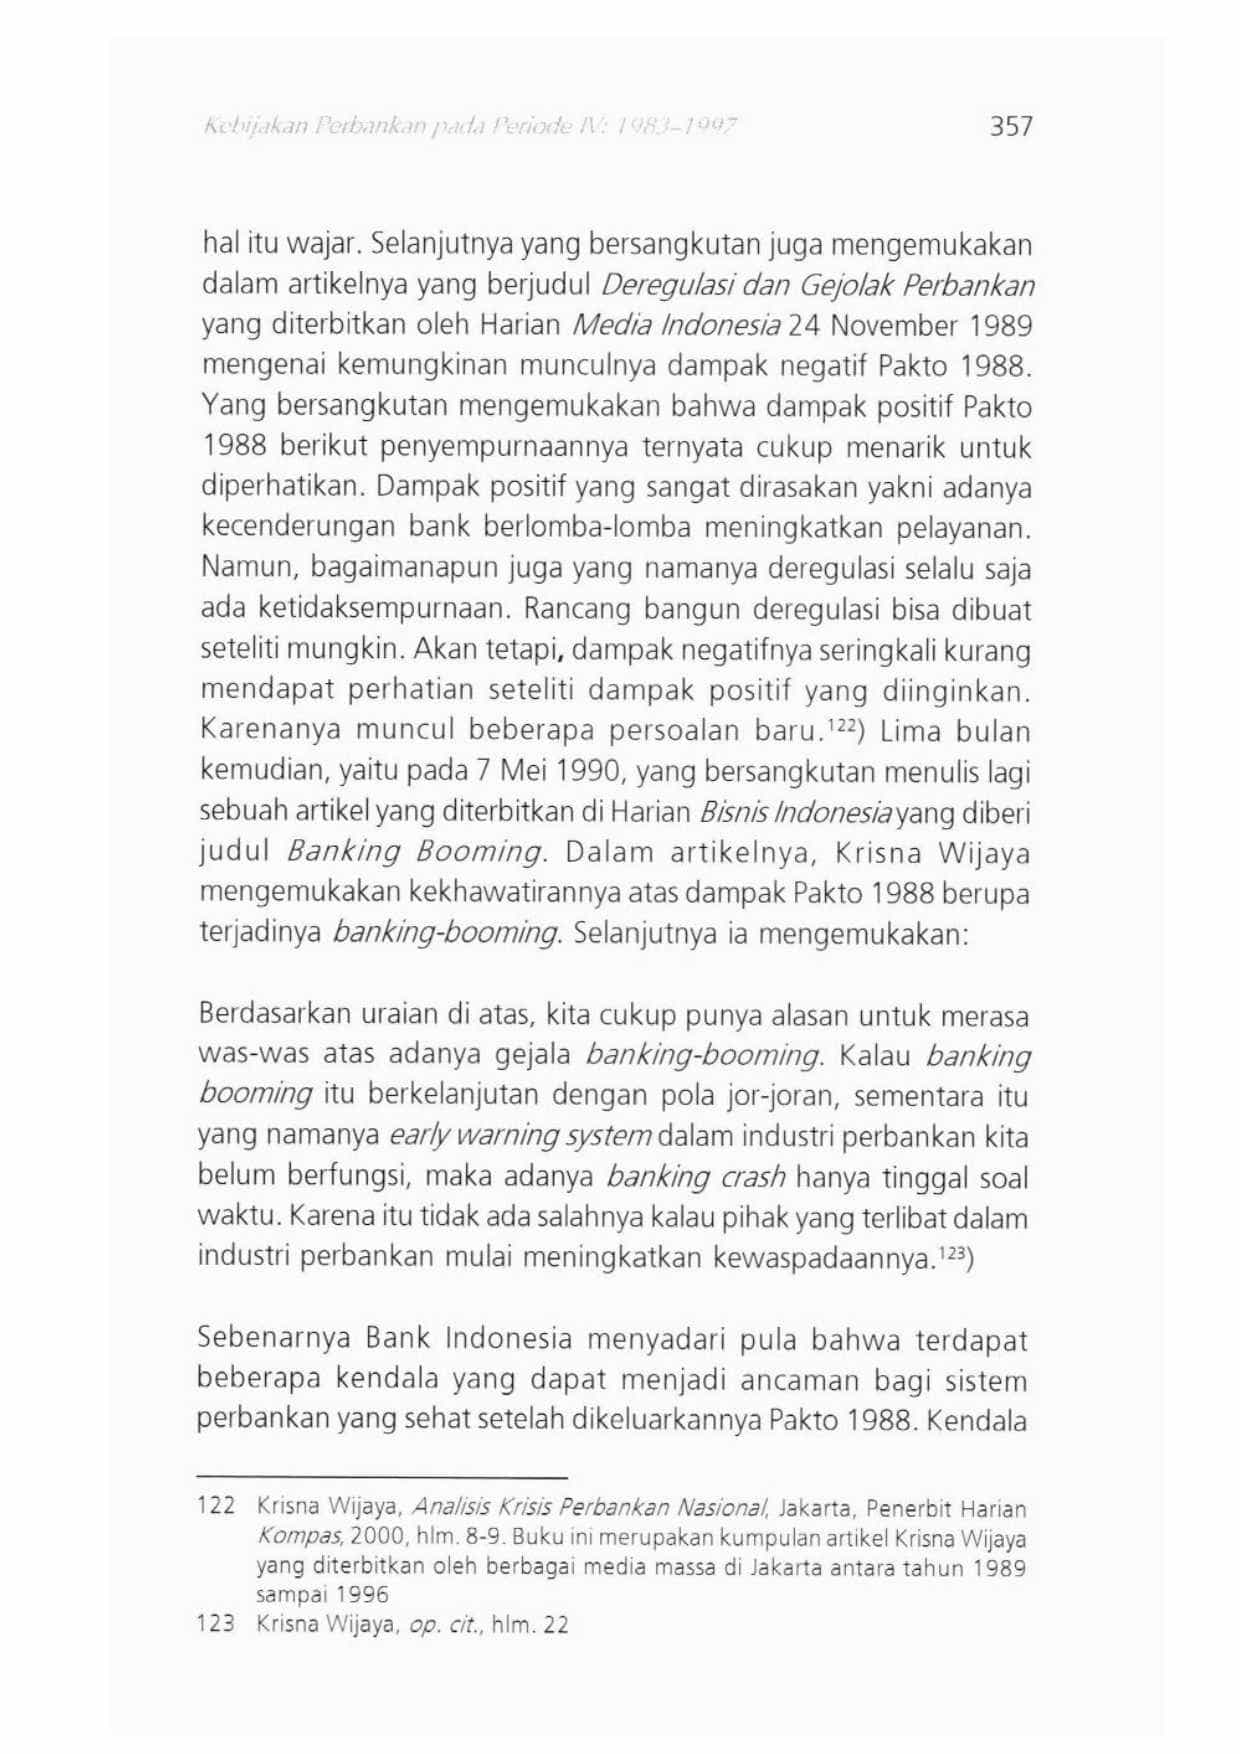 Kebijakan Perbankan pada Periode IV: 1983–1997 357
hal itu wajar. Selanjutnya yang bersangkutan juga mengemukakan
dalam artikelnya yang berjudul Deregulasi dan Gejolak Perbankan
yang diterbitkan oleh Harian Media Indonesia 24 November 1989
mengenai kemungkinan munculnya dampak negatif Pakto 1988.
Yang bersangkutan mengemukakan bahwa dampak positif Pakto
1988 berikut penyempurnaannya ternyata cukup menarik untuk
diperhatikan. Dampak positif yang sangat dirasakan yakni adanya
kecenderungan bank berlomba-lomba meningkatkan pelayanan.
Namun, bagaimanapun juga yang namanya deregulasi selalu saja
ada ketidaksempurnaan. Rancang bangun deregulasi bisa dibuat
seteliti mungkin. Akan tetapi, dampak negatifnya seringkali kurang
mendapat perhatian seteliti dampak positif yang diinginkan.
Karenanya muncul beberapa persoalan baru.¹²²) Lima bulan
kemudian, yaitu pada 7 Mei 1990, yang bersangkutan menulis lagi
sebuah artikel yang diterbitkan di Harian Bisnis Indonesia yang diberi
judul Banking Booming. Dalam artikelnya, Krisna Wijaya
mengemukakan kekhawatirannya atas dampak Pakto 1988 berupa
terjadinya banking-booming. Selanjutnya ia mengemukakan:
Berdasarkan uraian di atas, kita cukup punya alasan untuk merasa
was-was atas adanya gejala banking-booming. Kalau banking
booming itu berkelanjutan dengan pola jor-joran, sementara itu
yang namanya early warning system dalam industri perbankan kita
belum berfungsi, maka adanya banking crash hanya tinggal soal
waktu. Karena itu tidak ada salahnya kalau pihak yang terlibat dalam
industri perbankan mulai meningkatkan kewaspadaannya.¹²³)
Sebenarnya Bank Indonesia menyadari pula bahwa terdapat
beberapa kendala yang dapat menjadi ancaman bagi sistem
perbankan yang sehat setelah dikeluarkannya Pakto 1988. Kendala
122 Krisna Wijaya, Analisis Krisis Perbankan Nasional, Jakarta, Penerbit Harian
Kompas, 2000, hlm. 8-9. Buku ini merupakan kumpulan artikel Krisna Wijaya
yang diterbitkan oleh berbagai media massa di Jakarta antara tahun 1989
sampai 1996
123 Krisna Wijaya, op. cit., hlm. 22